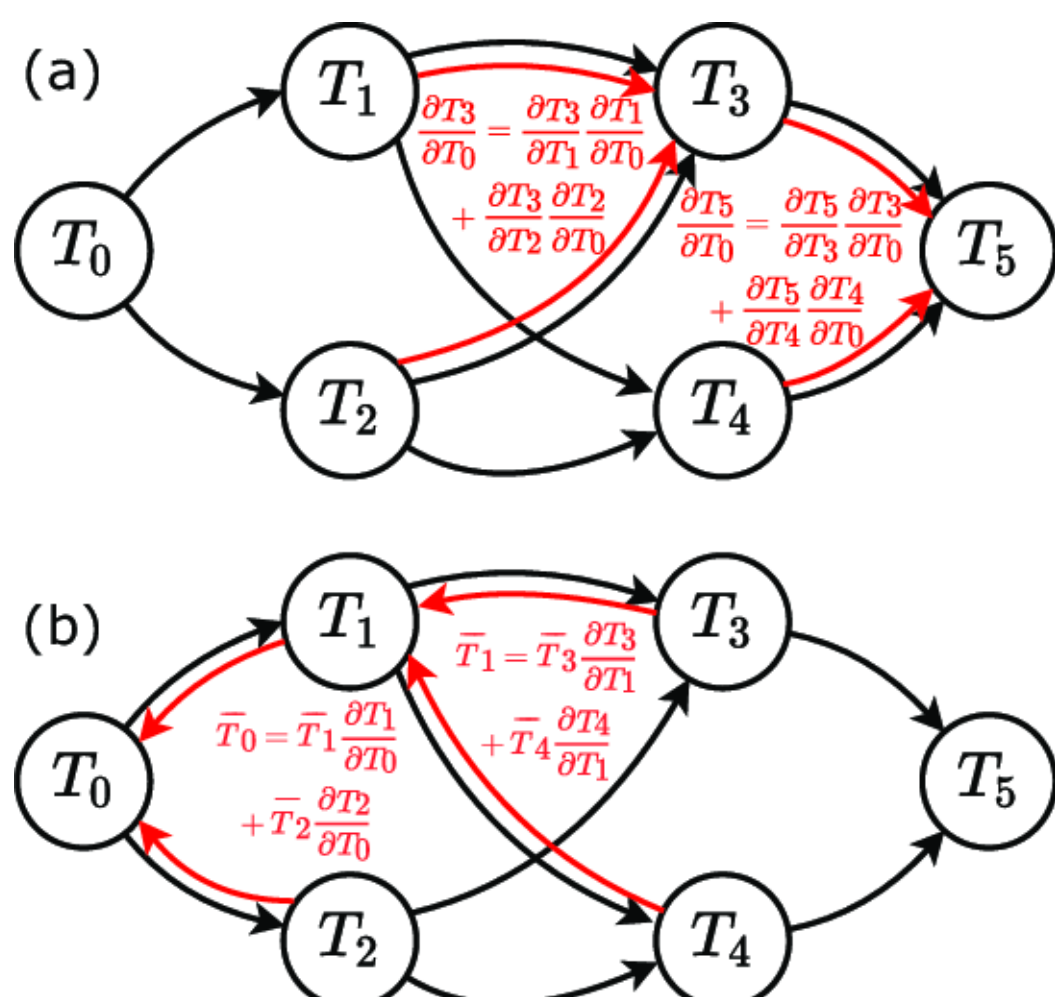 (a)
T₁
T₃
∂T₃/∂T₀ = ∂T₃/∂T₁ ∂T₁/∂T₀
+ ∂T₃/∂T₂ ∂T₂/∂T₀
T₀
∂T₅/∂T₀ = ∂T₅/∂T₃ ∂T₃/∂T₀
+ ∂T₅/∂T₄ ∂T₄/∂T₀
T₅
T₂
T₄
(b)
T₁
T₃
T̅₁ = T̅₃ ∂T₃/∂T₁
+ T̅₄ ∂T₄/∂T₁
T₀
T̅₀ = T̅₁ ∂T₁/∂T₀
+ T̅₂ ∂T₂/∂T₀
T₅
T₂
T₄